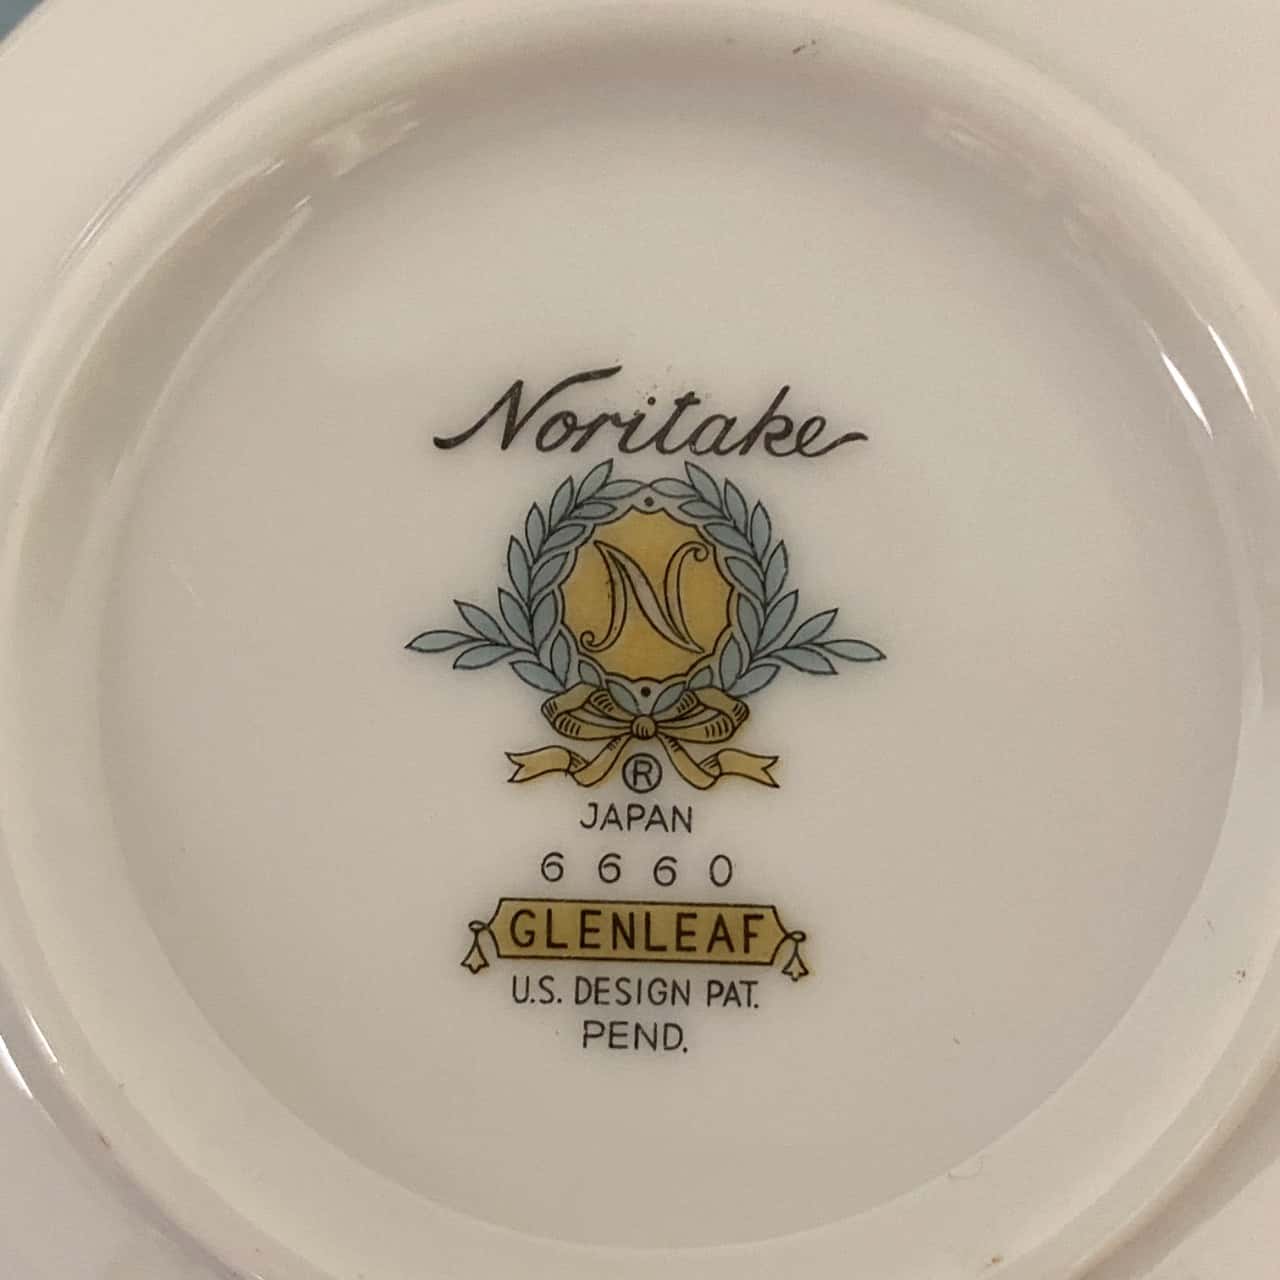 Noritake
N
®
JAPAN
6660
GLENLEAF
U.S. DESIGN PAT.
PEND.